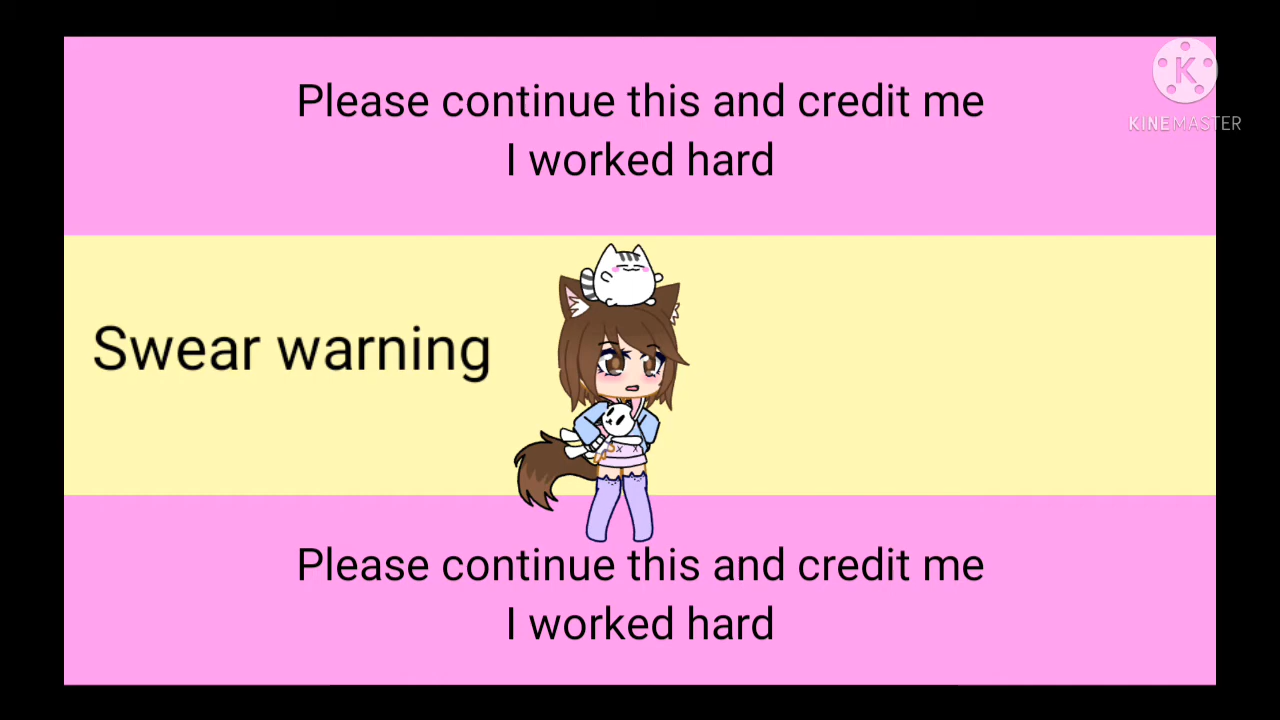 Please continue this and credit me
I worked hard
K
KINEMASTER
Swear warning
Please continue this and credit me
I worked hard